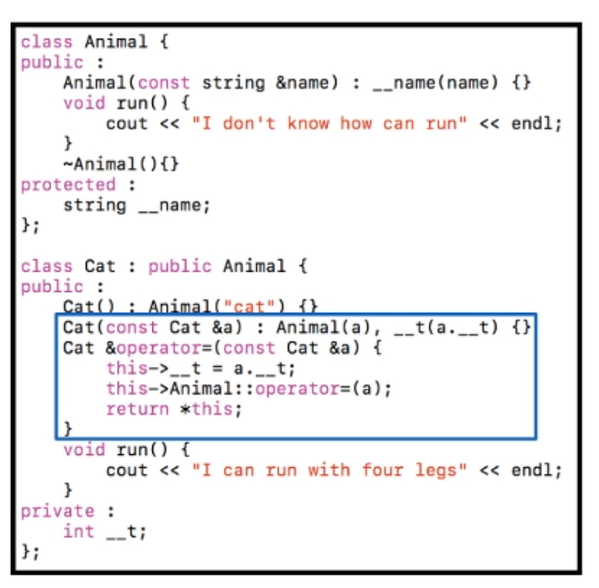 class Animal {
public :
    Animal(const string &name) : __name(name) {}
    void run() {
        cout << "I don't know how can run" << endl;
    }
    ~Animal(){}
protected :
    string __name;
};

class Cat : public Animal {
public :
    Cat() : Animal("cat") {}
    Cat(const Cat &a) : Animal(a), __t(a.__t) {}
    Cat &operator=(const Cat &a) {
        this->__t = a.__t;
        this->Animal::operator=(a);
        return *this;
    }
    void run() {
        cout << "I can run with four legs" << endl;
    }
private :
    int __t;
};